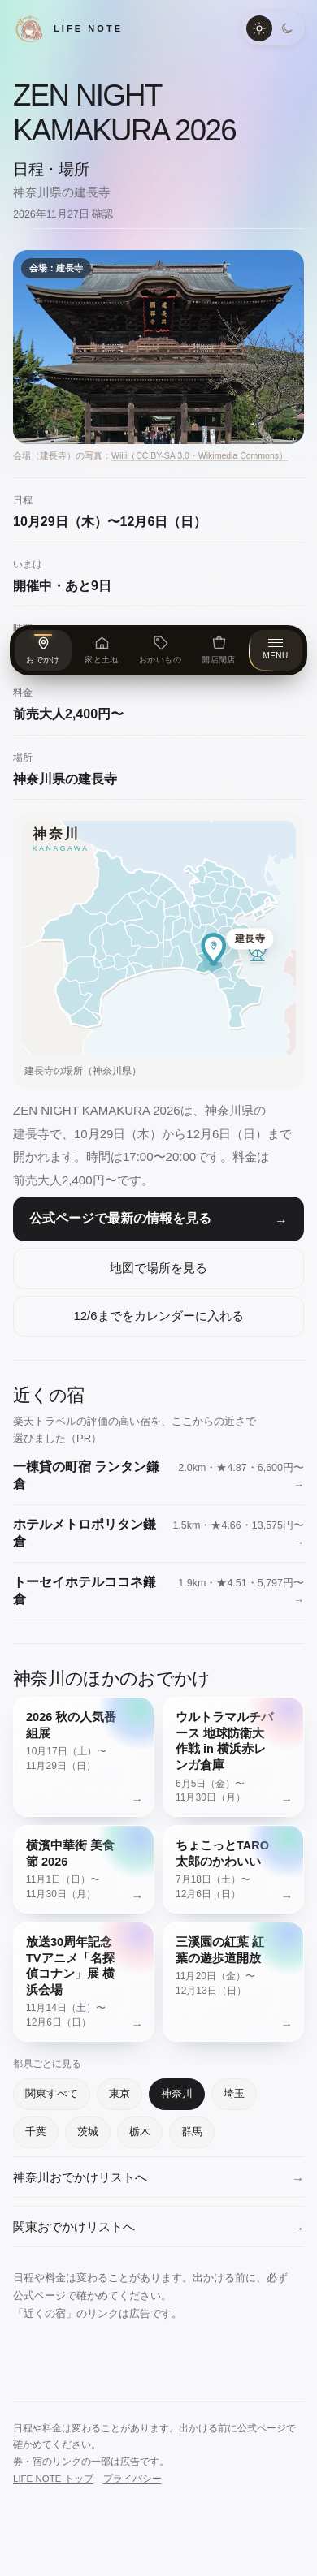 LIFE NOTE
ZEN NIGHT
KAMAKURA 2026
日程・場所
神奈川県の建長寺
2026年11月27日 確認
会場：建長寺
会場（建長寺）の写真：Wiiii（CC BY-SA 3.0・Wikimedia Commons）
日程
10月29日（木）〜12月6日（日）
いまは
開催中・あと9日
おでかけ
家と土地
おかいもの
開店閉店
MENU
料金
前売大人2,400円〜
場所
神奈川県の建長寺
神奈川
KANAGAWA
建長寺
建長寺の場所（神奈川県）
ZEN NIGHT KAMAKURA 2026は、神奈川県の
建長寺で、10月29日（木）から12月6日（日）まで
開かれます。時間は17:00〜20:00です。料金は
前売大人2,400円〜です。
公式ページで最新の情報を見る →
地図で場所を見る
12/6までをカレンダーに入れる
近くの宿
楽天トラベルの評価の高い宿を、ここからの近さで
選びました（PR）
一棟貸の町宿 ランタン鎌倉
2.0km・★4.87・6,600円〜 →
ホテルメトロポリタン鎌倉
1.5km・★4.66・13,575円〜 →
トーセイホテルココネ鎌倉
1.9km・★4.51・5,797円〜 →
神奈川のほかのおでかけ
2026 秋の人気番
組展
10月17日（土）〜
11月29日（日）
→
ウルトラマルチバ
ース 地球防衛大
作戦 in 横浜赤レ
ンガ倉庫
6月5日（金）〜
11月30日（月）
→
横濱中華街 美食
節 2026
11月1日（日）〜
11月30日（月）
→
ちょこっとTARO
太郎のかわいい
7月18日（土）〜
12月6日（日）
→
放送30周年記念
TVアニメ「名探
偵コナン」展 横
浜会場
11月14日（土）〜
12月6日（日）
→
三溪園の紅葉 紅
葉の遊歩道開放
11月20日（金）〜
12月13日（日）
→
都県ごとに見る
関東すべて
東京
神奈川
埼玉
千葉
茨城
栃木
群馬
神奈川おでかけリストへ →
関東おでかけリストへ →
日程や料金は変わることがあります。出かける前に、必ず
公式ページで確かめてください。
「近くの宿」のリンクは広告です。
日程や料金は変わることがあります。出かける前に公式ページで
確かめてください。
券・宿のリンクの一部は広告です。
LIFE NOTE トップ プライバシー